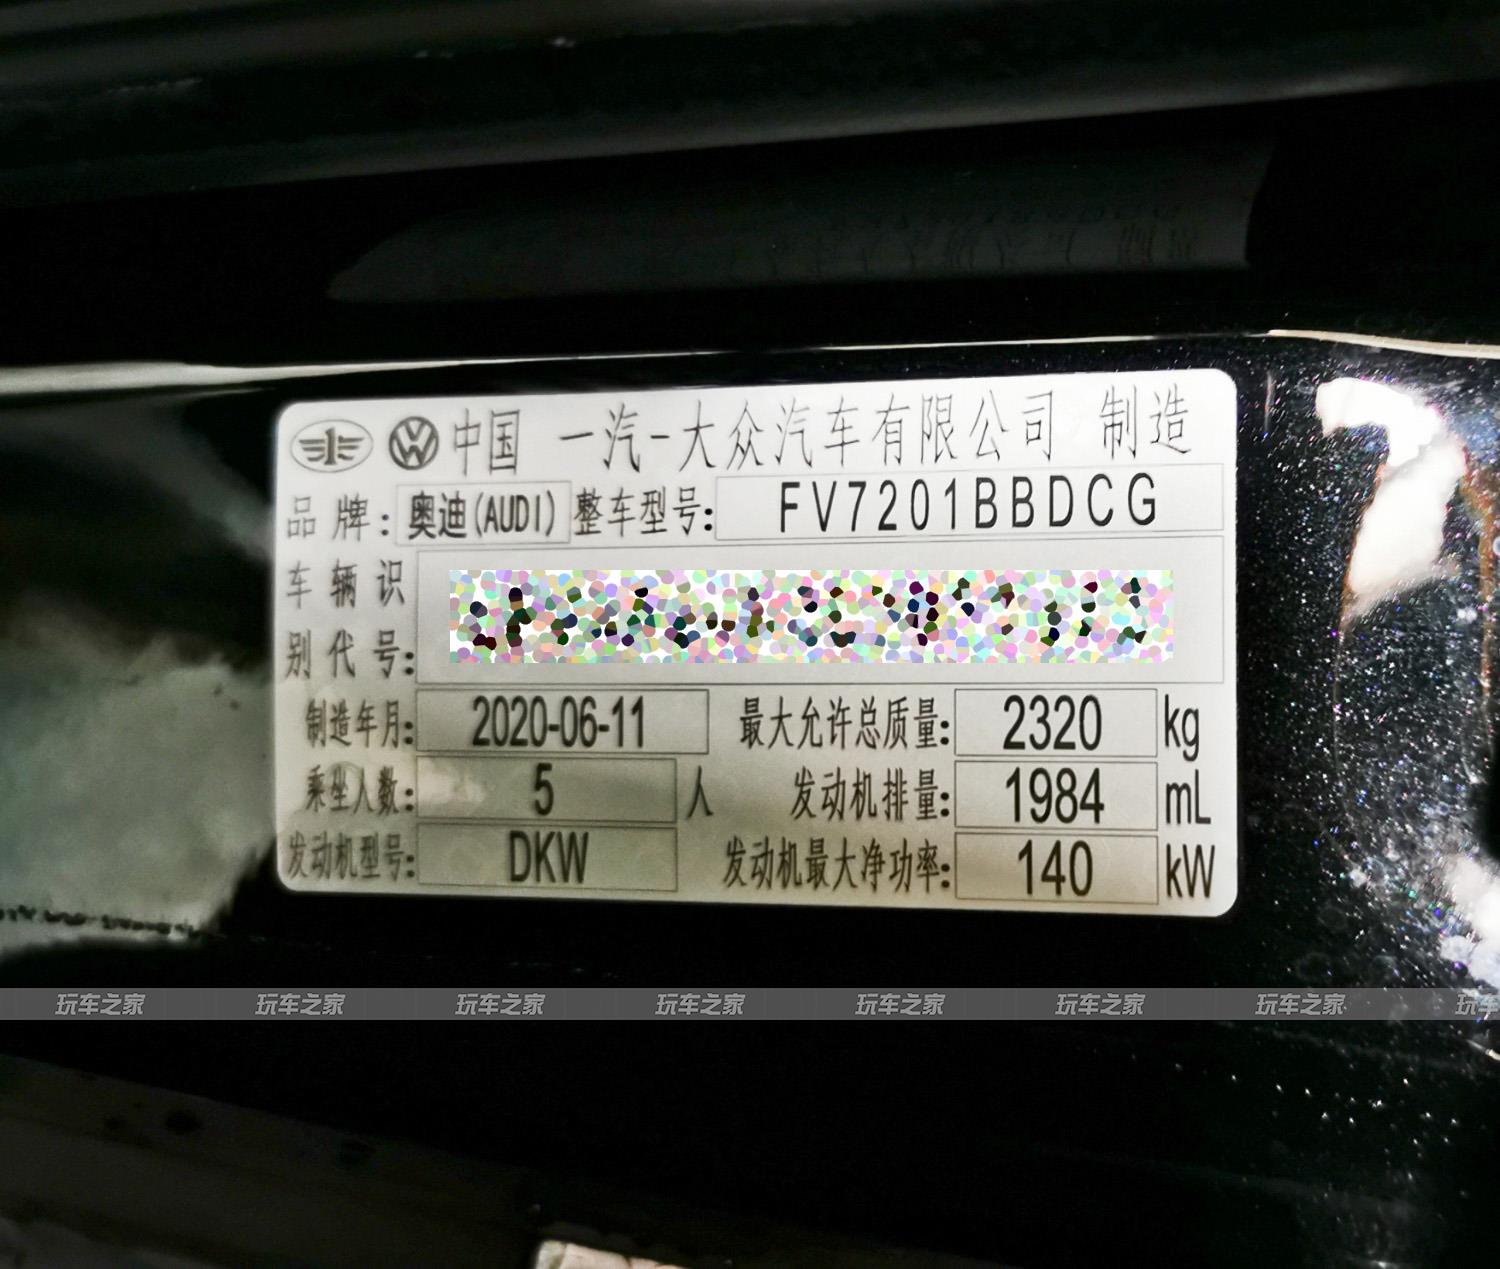 中国 一汽-大众汽车有限公司 制造
品牌: 奥迪(AUDI) 整车型号: FV7201BBDCG
车辆识
别代号:
制造年月: 2020-06-11 最大允许总质量: 2320 kg
乘坐人数: 5 人 发动机排量: 1984 mL
发动机型号: DKW 发动机最大净功率: 140 kW
玩车之家 玩车之家 玩车之家 玩车之家 玩车之家 玩车之家 玩车之家 玩车